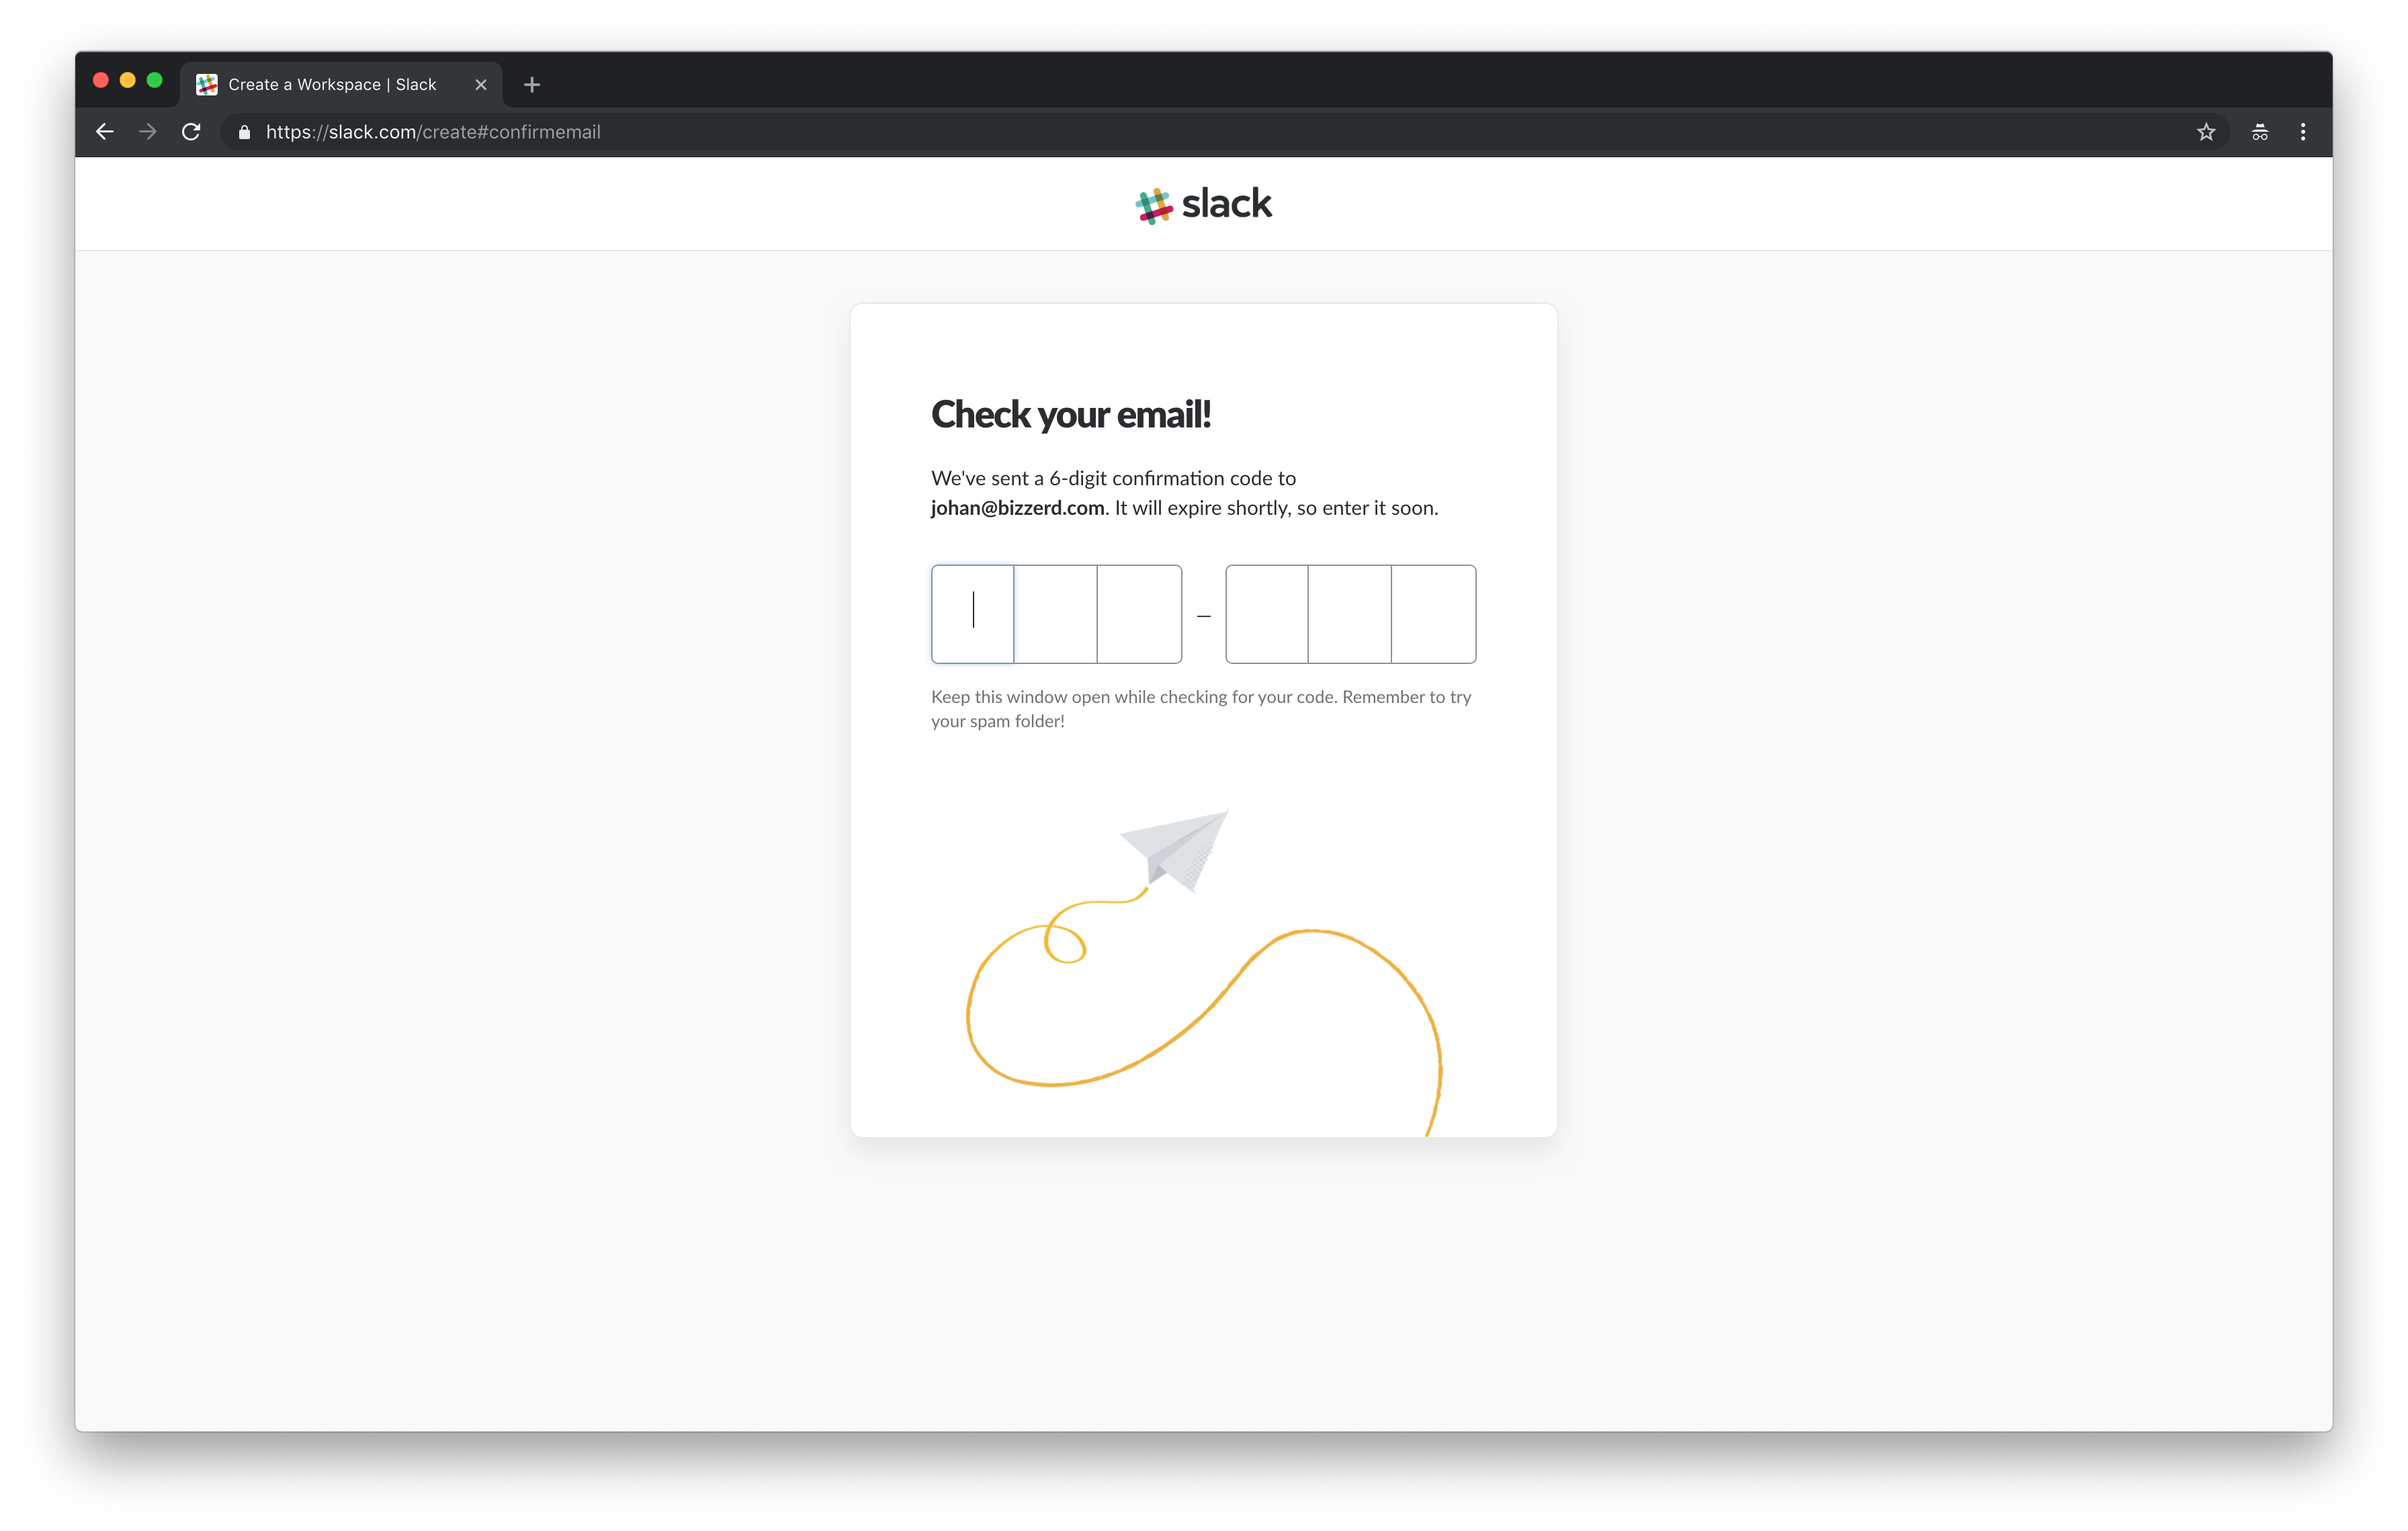 Create a Workspace | Slack
https://slack.com/create#confirmemail
slack
Check your email!
We've sent a 6-digit confirmation code to
johan@bizzerd.com. It will expire shortly, so enter it soon.
–
Keep this window open while checking for your code. Remember to try
your spam folder!